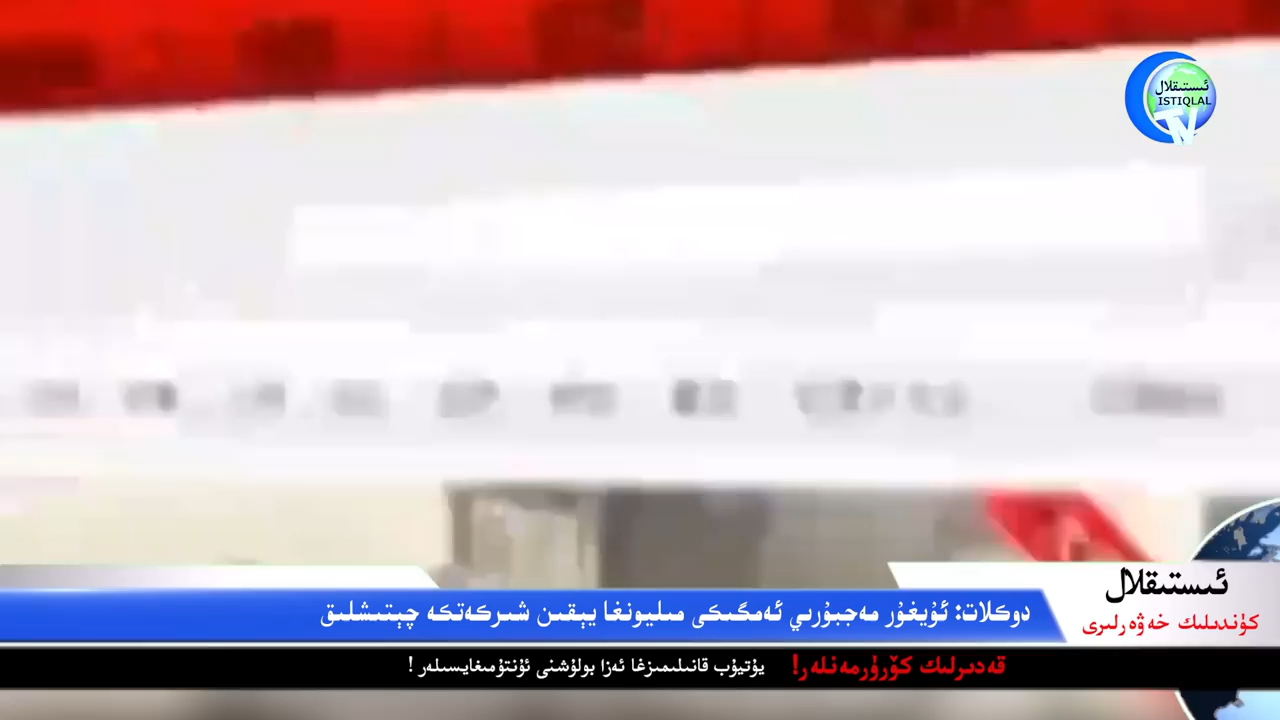 ئىستىقلال
ISTIQLAL
TV
ئىستىقلال
كۈندىلىك خەۋەرلىرى
دوكلات: ئۇيغۇر مەجبۇرىي ئەمگىكى مىليونغا يېقىن شىركەتكە چېتىشلىق
قەدىرلىك كۆرۈرمەنلەر! يۇتيۇب قانىلىمىزغا ئەزا بولۇشنى ئۇنتۇمىغايسىلەر !